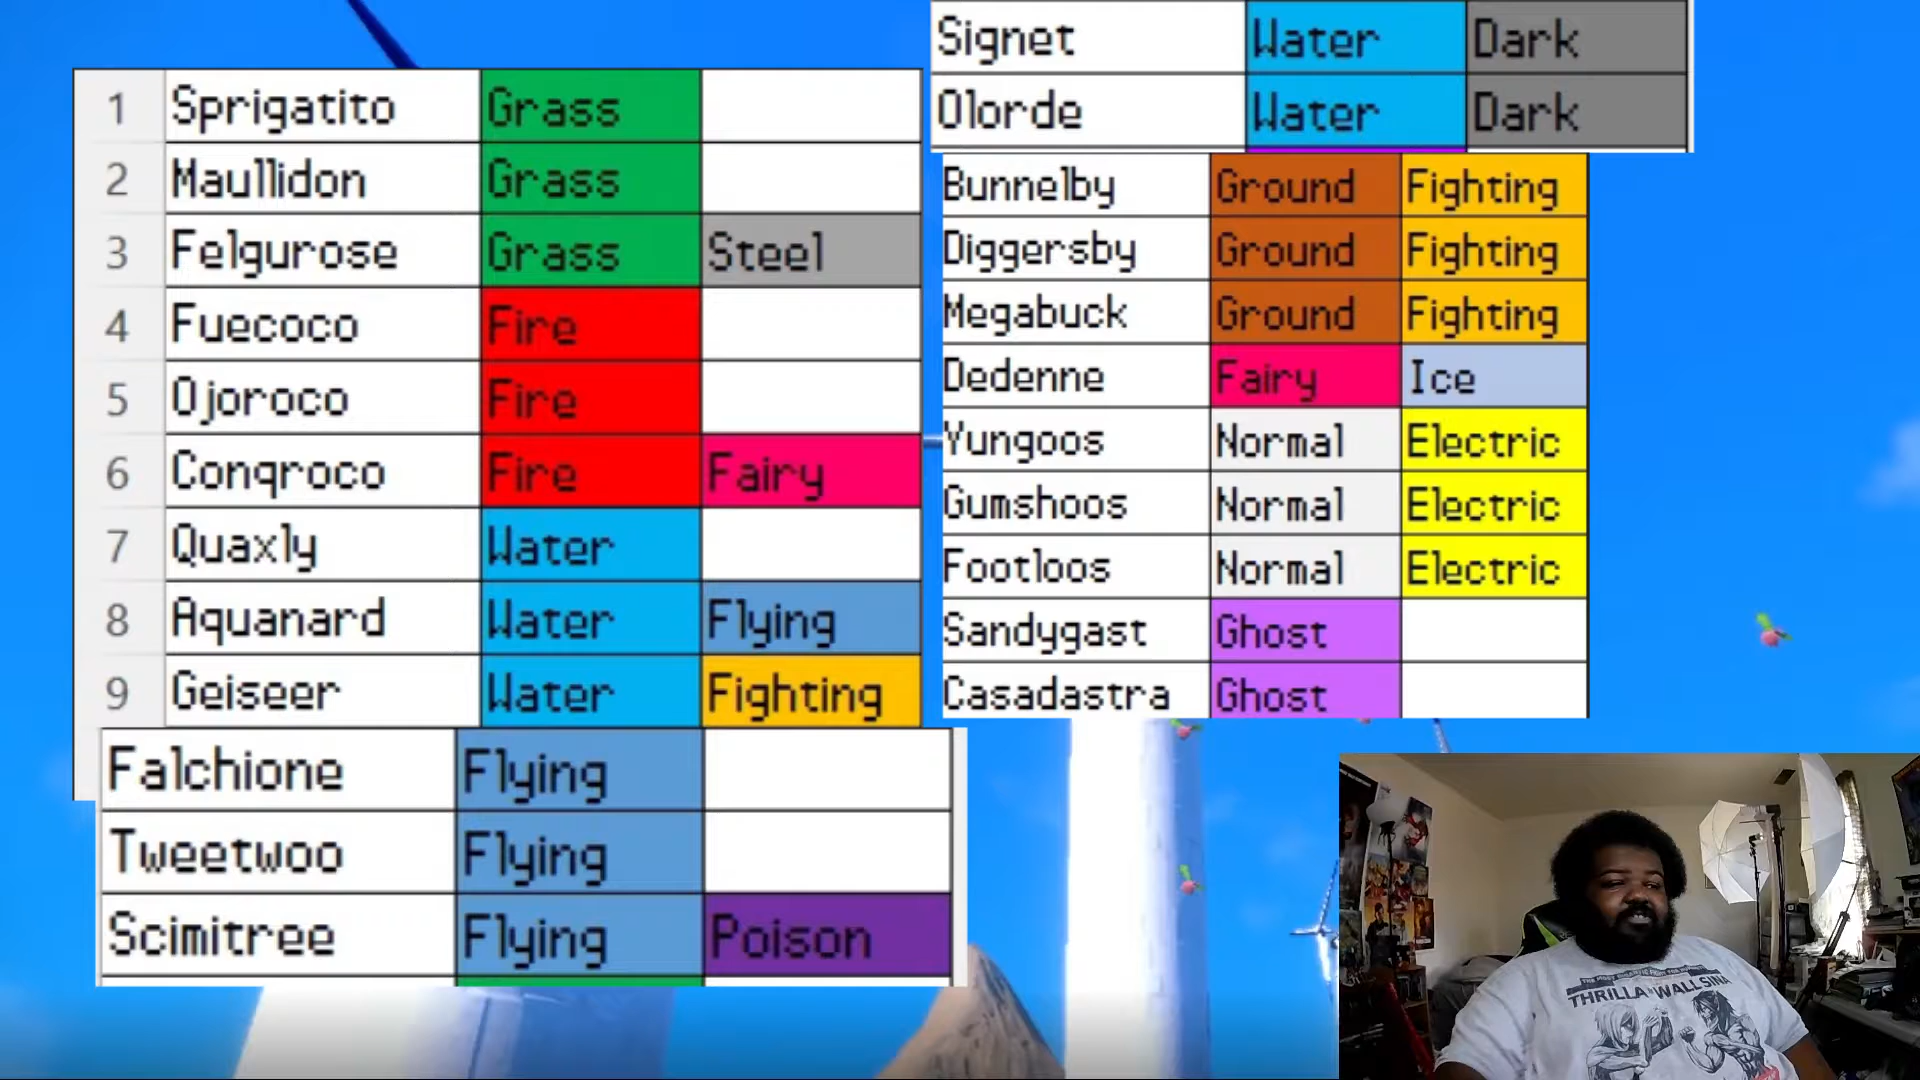 1 Sprigatito Grass
2 Maullidon Grass
3 Felgurose Grass Steel
4 Fuecoco Fire
5 Ojoroco Fire
6 Conqroco Fire Fairy
7 Quaxly Water
8 Aquanard Water Flying
9 Geiseer Water Fighting
Falchione Flying
Tweetwoo Flying
Scimitree Flying Poison
Signet Water Dark
Olorde Water Dark
Bunnelby Ground Fighting
Diggersby Ground Fighting
Megabuck Ground Fighting
Dedenne Fairy Ice
Yungoos Normal Electric
Gumshoos Normal Electric
Footloos Normal Electric
Sandygast Ghost
Casadastra Ghost
THRILLA WALL SINA